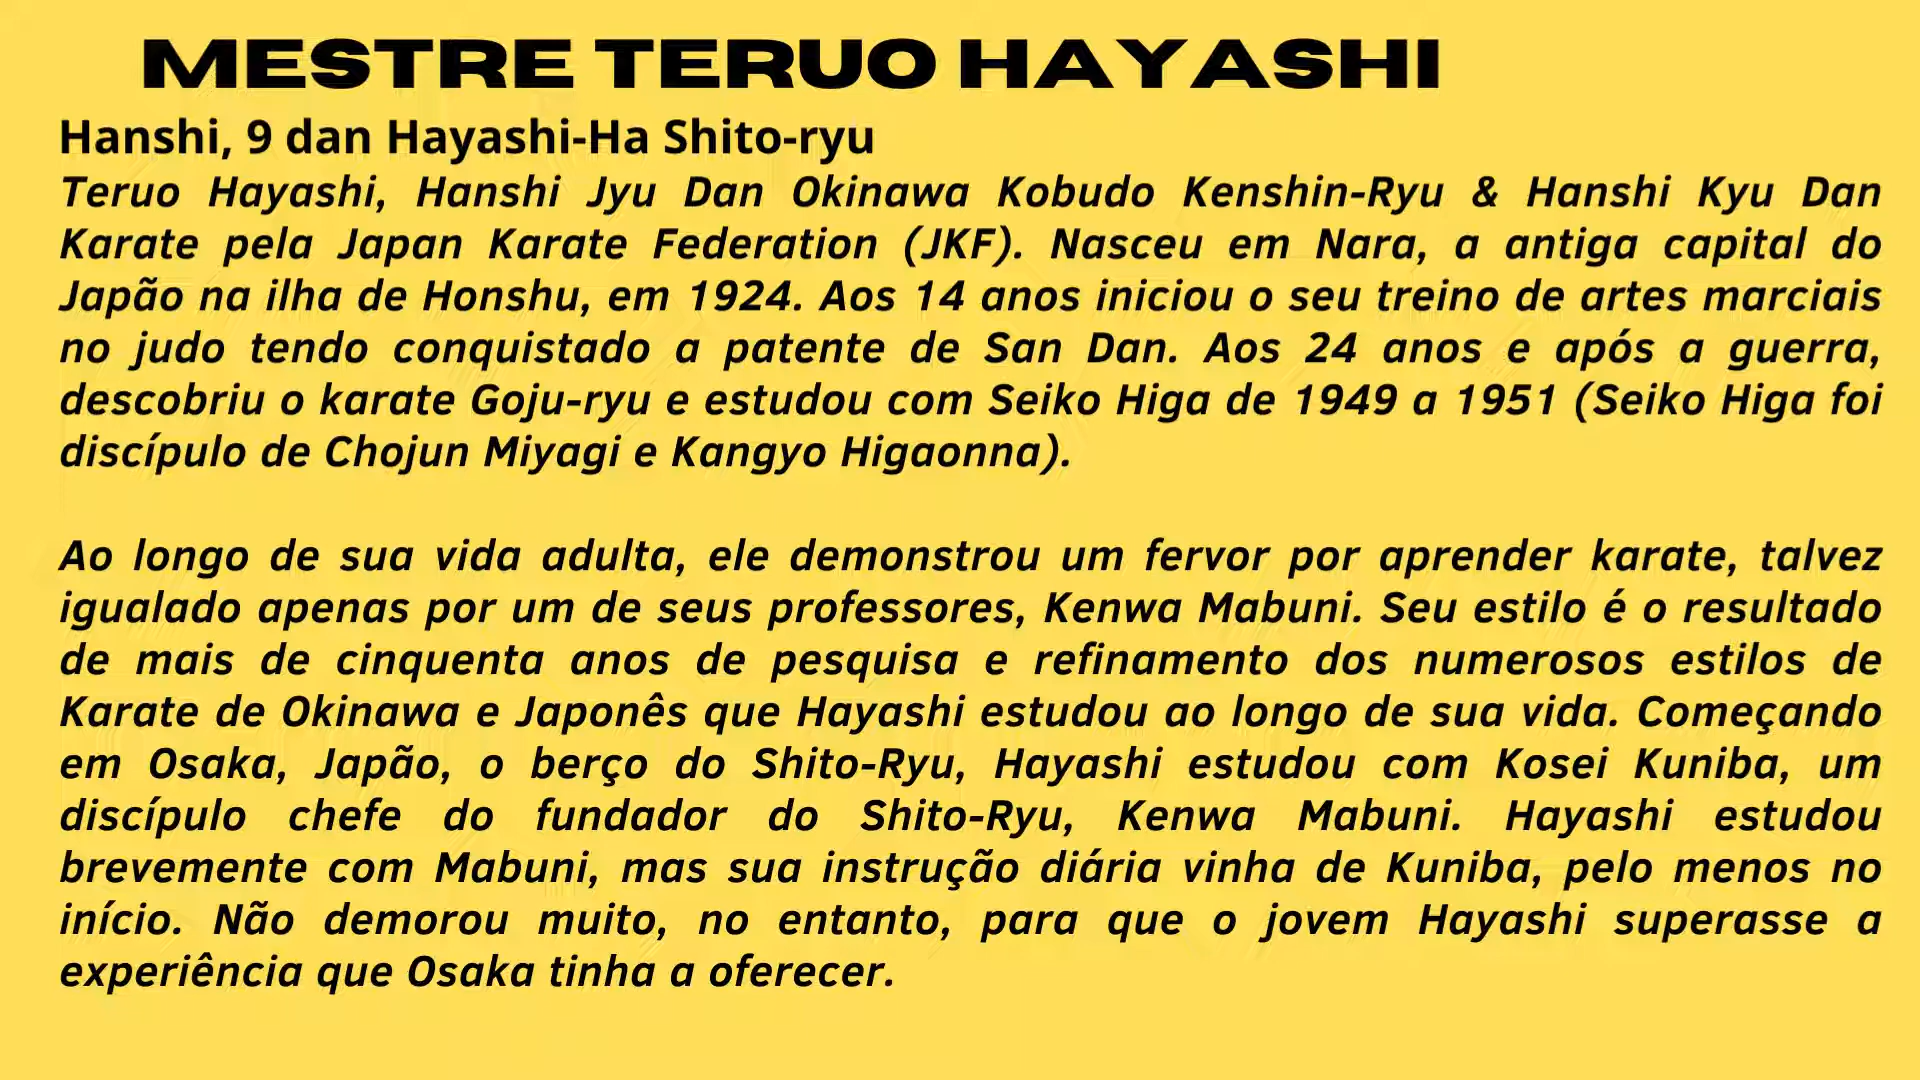 MESTRE TERUO HAYASHI
Hanshi, 9 dan Hayashi-Ha Shito-ryu
Teruo Hayashi, Hanshi Jyu Dan Okinawa Kobudo Kenshin-Ryu & Hanshi Kyu Dan
Karate pela Japan Karate Federation (JKF). Nasceu em Nara, a antiga capital do
Japão na ilha de Honshu, em 1924. Aos 14 anos iniciou o seu treino de artes marciais
no judo tendo conquistado a patente de San Dan. Aos 24 anos e após a guerra,
descobriu o karate Goju-ryu e estudou com Seiko Higa de 1949 a 1951 (Seiko Higa foi
discípulo de Chojun Miyagi e Kangyo Higaonna).
Ao longo de sua vida adulta, ele demonstrou um fervor por aprender karate, talvez
igualado apenas por um de seus professores, Kenwa Mabuni. Seu estilo é o resultado
de mais de cinquenta anos de pesquisa e refinamento dos numerosos estilos de
Karate de Okinawa e Japonês que Hayashi estudou ao longo de sua vida. Começando
em Osaka, Japão, o berço do Shito-Ryu, Hayashi estudou com Kosei Kuniba, um
discípulo chefe do fundador do Shito-Ryu, Kenwa Mabuni. Hayashi estudou
brevemente com Mabuni, mas sua instrução diária vinha de Kuniba, pelo menos no
início. Não demorou muito, no entanto, para que o jovem Hayashi superasse a
experiência que Osaka tinha a oferecer.